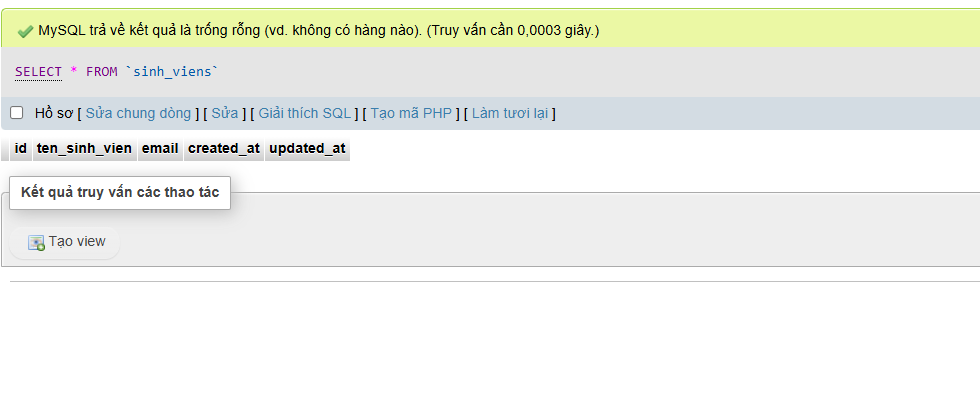 MySQL trả về kết quả là trống rỗng (vd. không có hàng nào). (Truy vấn cần 0,0003 giây.)
SELECT * FROM `sinh_viens`
Hồ sơ [ Sửa chung dòng ] [ Sửa ] [ Giải thích SQL ] [ Tạo mã PHP ] [ Làm tươi lại ]
id ten_sinh_vien email created_at updated_at
Kết quả truy vấn các thao tác
Tạo view